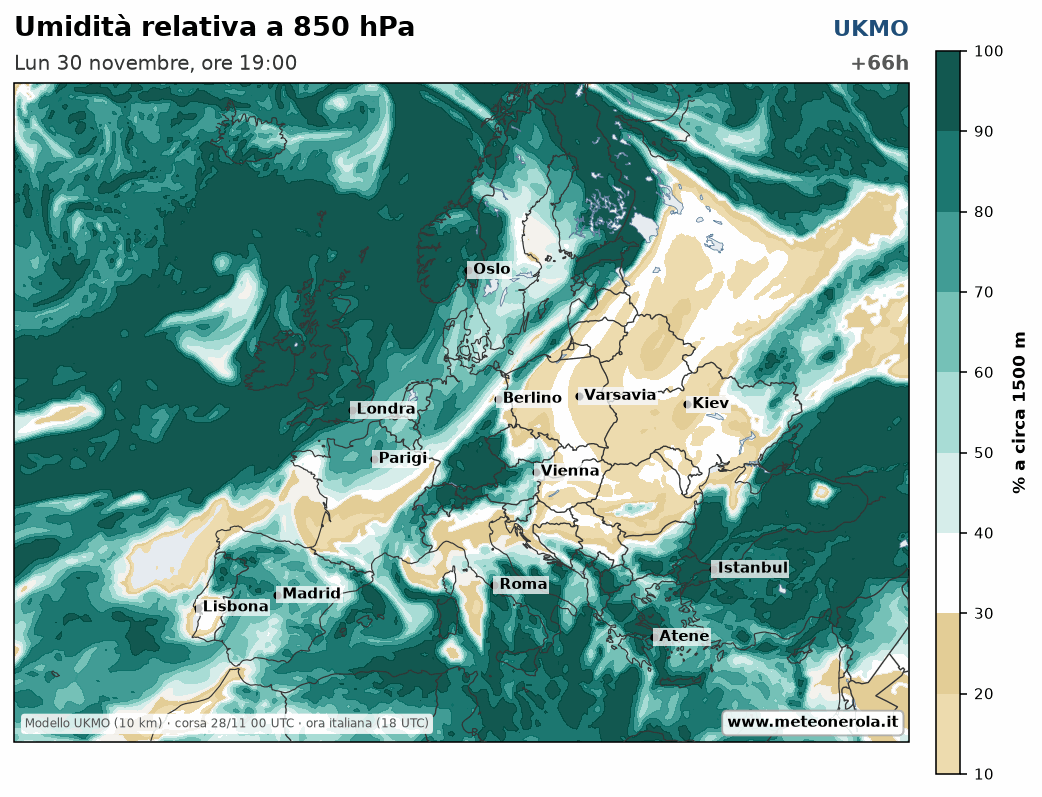 Umidità relativa a 850 hPa
UKMO
Lun 30 novembre, ore 19:00
+66h
100
90
80
70
60
50
40
30
20
10
% a circa 1500 m
Oslo
Londra
Berlino
Varsavia
Kiev
Parigi
Vienna
Madrid
Roma
Istanbul
Lisbona
Atene
Modello UKMO (10 km) · corsa 28/11 00 UTC · ora italiana (18 UTC)
www.meteonerola.it